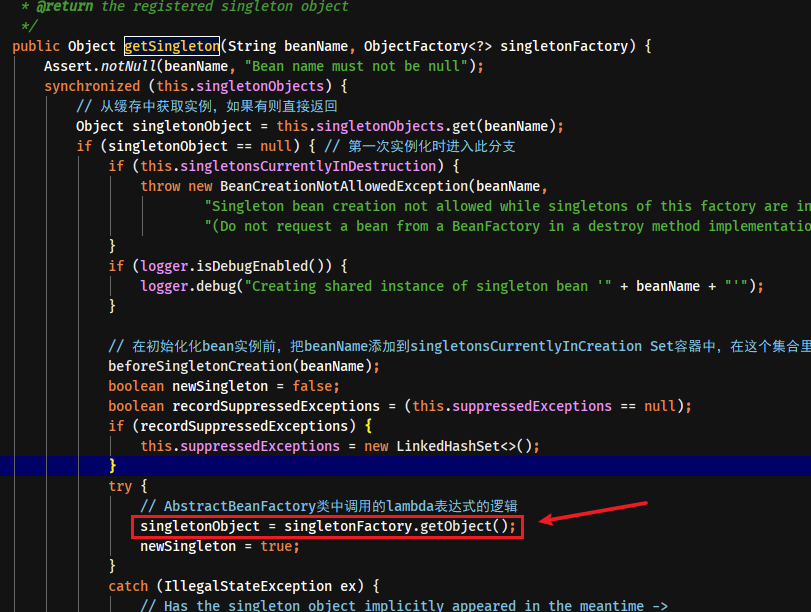 * @return the registered singleton object
*/
public Object getSingleton(String beanName, ObjectFactory<?> singletonFactory) {
Assert.notNull(beanName, "Bean name must not be null");
synchronized (this.singletonObjects) {
// 从缓存中获取实例，如果有则直接返回
Object singletonObject = this.singletonObjects.get(beanName);
if (singletonObject == null) { // 第一次实例化时进入此分支
if (this.singletonsCurrentlyInDestruction) {
throw new BeanCreationNotAllowedException(beanName,
"Singleton bean creation not allowed while singletons of this factory are in
"(Do not request a bean from a BeanFactory in a destroy method implementatio
}
if (logger.isDebugEnabled()) {
logger.debug("Creating shared instance of singleton bean '" + beanName + "'");
}
// 在初始化化bean实例前，把beanName添加到singletonsCurrentlyInCreation Set容器中，在这个集合里
beforeSingletonCreation(beanName);
boolean newSingleton = false;
boolean recordSuppressedExceptions = (this.suppressedExceptions == null);
if (recordSuppressedExceptions) {
this.suppressedExceptions = new LinkedHashSet<>();
}
try {
// AbstractBeanFactory类中调用的lambda表达式的逻辑
singletonObject = singletonFactory.getObject();
newSingleton = true;
}
catch (IllegalStateException ex) {
// Has the singleton object implicitly appeared in the meantime ->